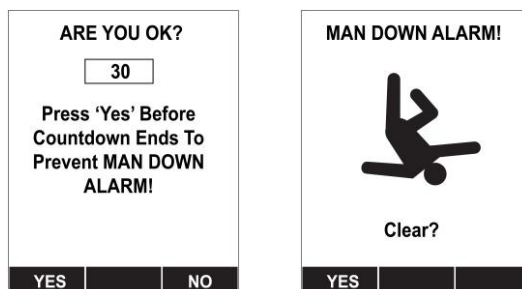 ARE YOU OK?
30
Press ‘Yes’ Before
Countdown Ends To
Prevent MAN DOWN
ALARM!
YES NO
MAN DOWN ALARM!
Clear?
YES